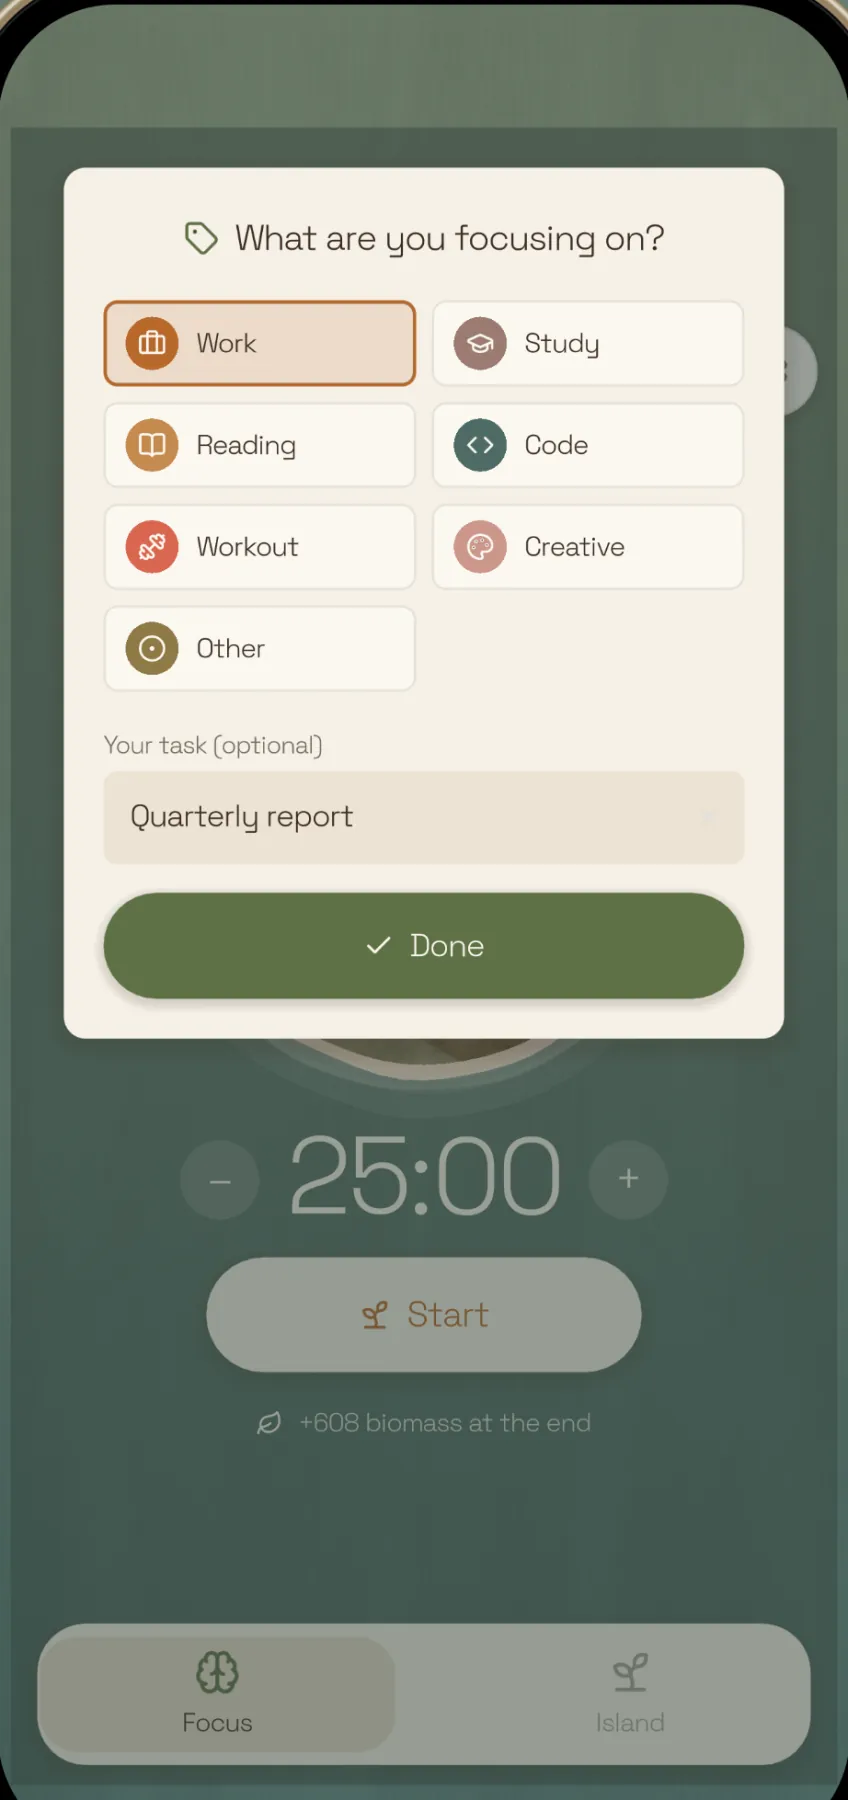 What are you focusing on?
Work
Study
Reading
Code
Workout
Creative
Other
Your task (optional)
Quarterly report
Done
25:00
Start
+608 biomass at the end
Focus
Island